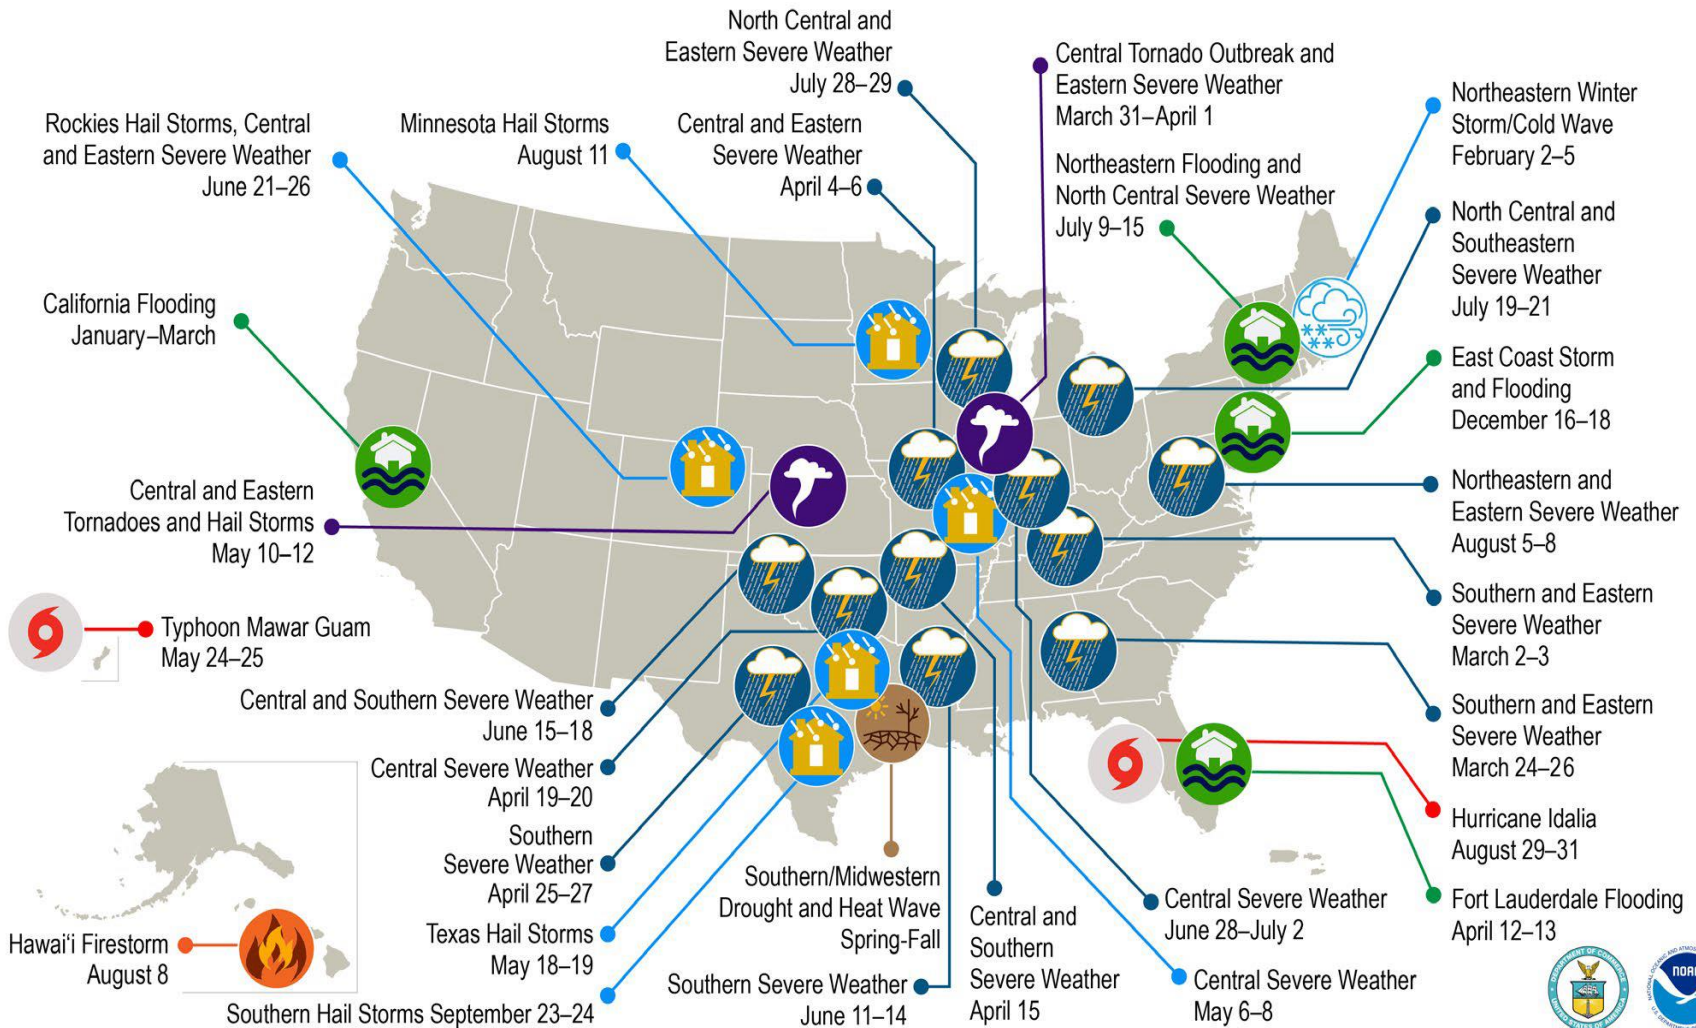 North Central and
Eastern Severe Weather
July 28–29
Central Tornado Outbreak and
Eastern Severe Weather
March 31–April 1
Northeastern Winter
Storm/Cold Wave
February 2–5
Rockies Hail Storms, Central
and Eastern Severe Weather
June 21–26
Minnesota Hail Storms
August 11
Central and Eastern
Severe Weather
April 4–6
Northeastern Flooding and
North Central Severe Weather
July 9–15
North Central and
Southeastern
Severe Weather
July 19–21
California Flooding
January–March
East Coast Storm
and Flooding
December 16–18
Central and Eastern
Tornadoes and Hail Storms
May 10–12
Northeastern and
Eastern Severe Weather
August 5–8
Typhoon Mawar Guam
May 24–25
Southern and Eastern
Severe Weather
March 2–3
Central and Southern Severe Weather
June 15–18
Southern and Eastern
Severe Weather
March 24–26
Central Severe Weather
April 19–20
Hurricane Idalia
August 29–31
Southern
Severe Weather
April 25–27
Southern/Midwestern
Drought and Heat Wave
Spring-Fall
Central Severe Weather
June 28–July 2
Fort Lauderdale Flooding
April 12–13
Texas Hail Storms
May 18–19
Central and
Southern
Severe Weather
April 15
Hawai‘i Firestorm
August 8
Southern Severe Weather
June 11–14
Central Severe Weather
May 6–8
Southern Hail Storms September 23–24
DEPARTMENT OF COMMERCE
UNITED STATES OF AMERICA
NOAA